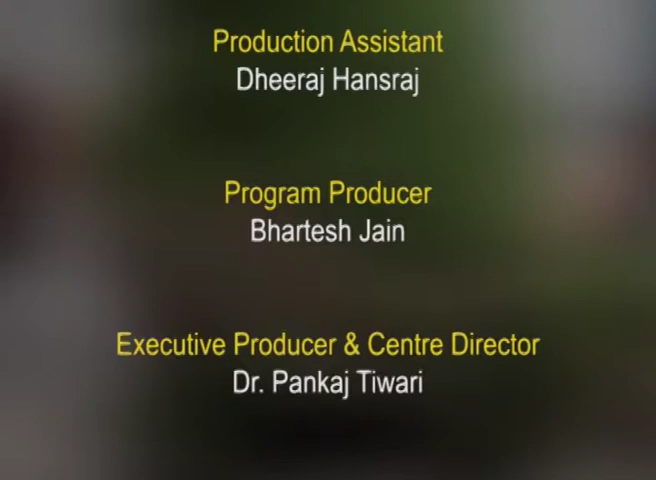 Production Assistant
Dheeraj Hansraj
Program Producer
Bhartesh Jain
Executive Producer & Centre Director
Dr. Pankaj Tiwari